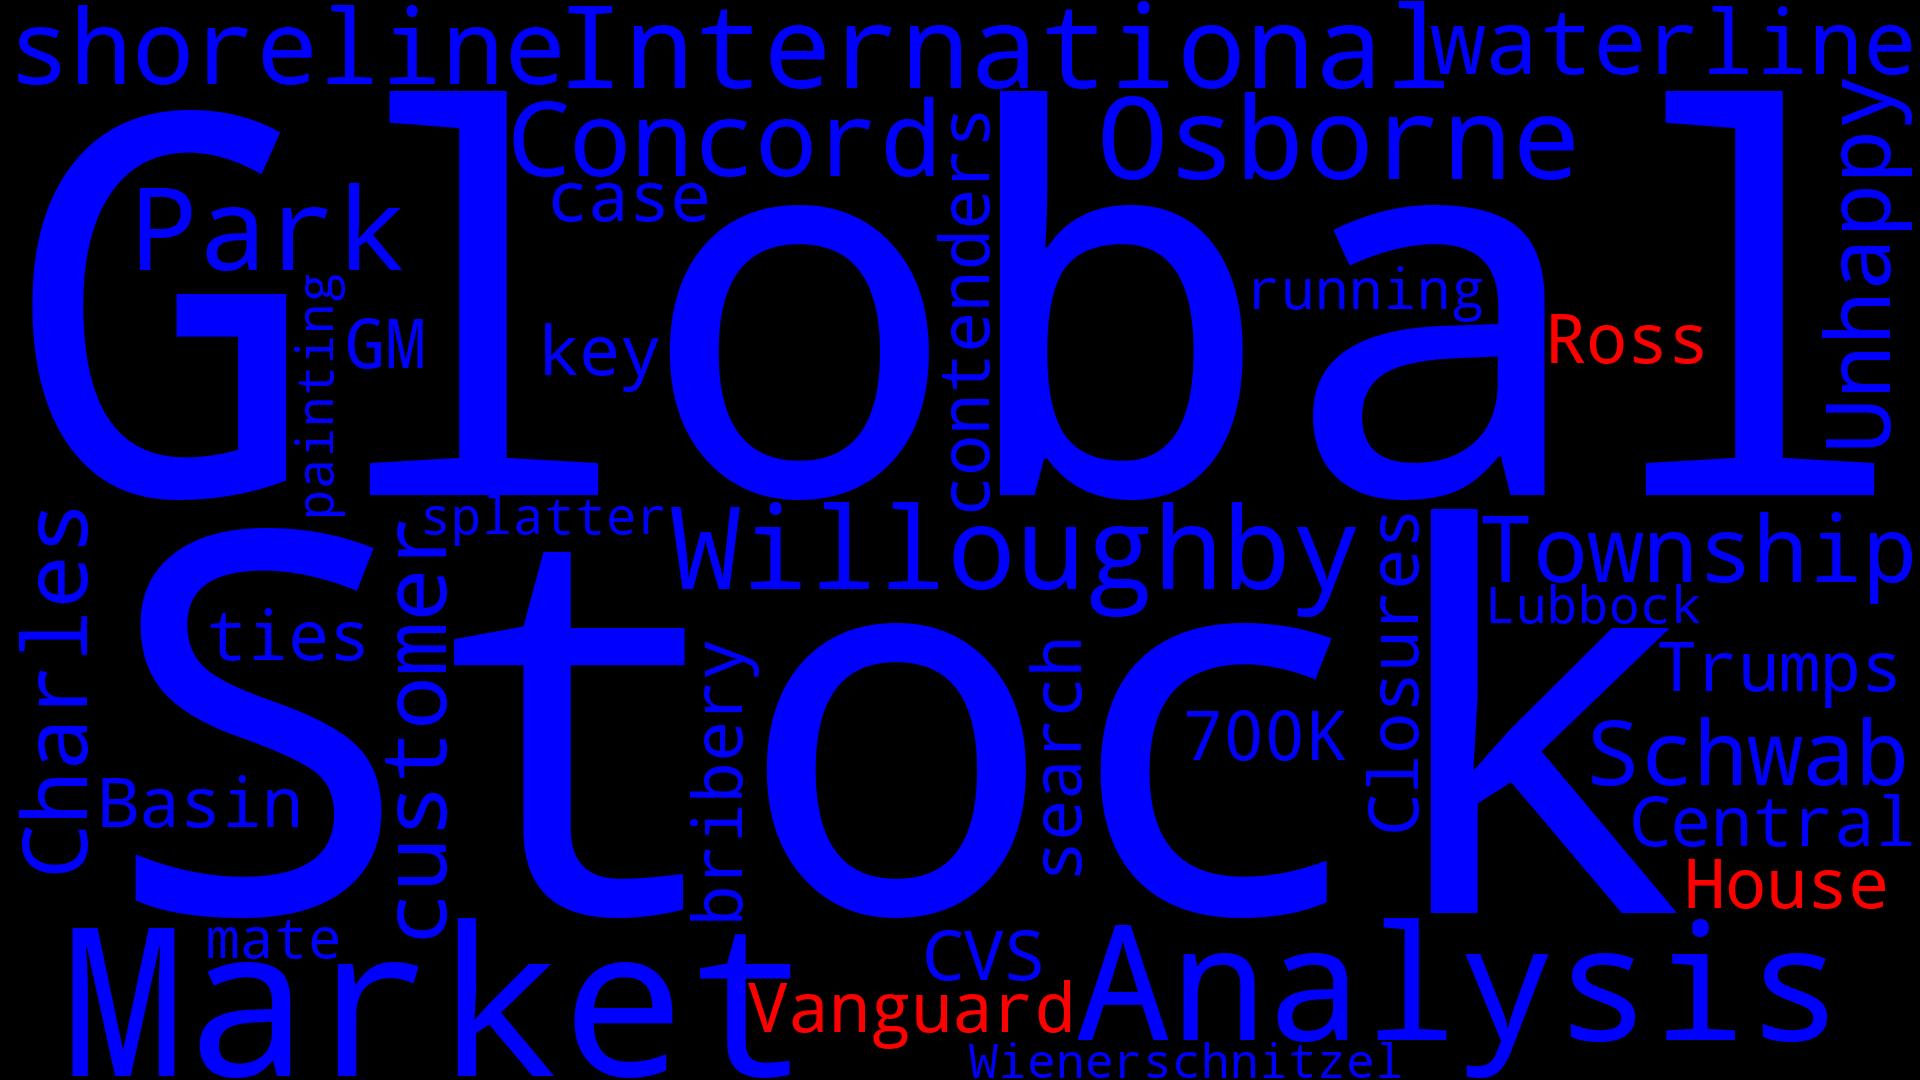 shoreline International waterline
Global
Concord
Osborne
Unhappy
Park
case
contenders
running
painting
GM
key
Ross
Charles
Stock
splatter
Willoughby
Township
customer
Closures
Lubbock
ties
bribery
search
Trumps
700K
Schwab
Basin
Central
House
Market
mate
CVS
Analysis
Vanguard
Wienerschnitzel